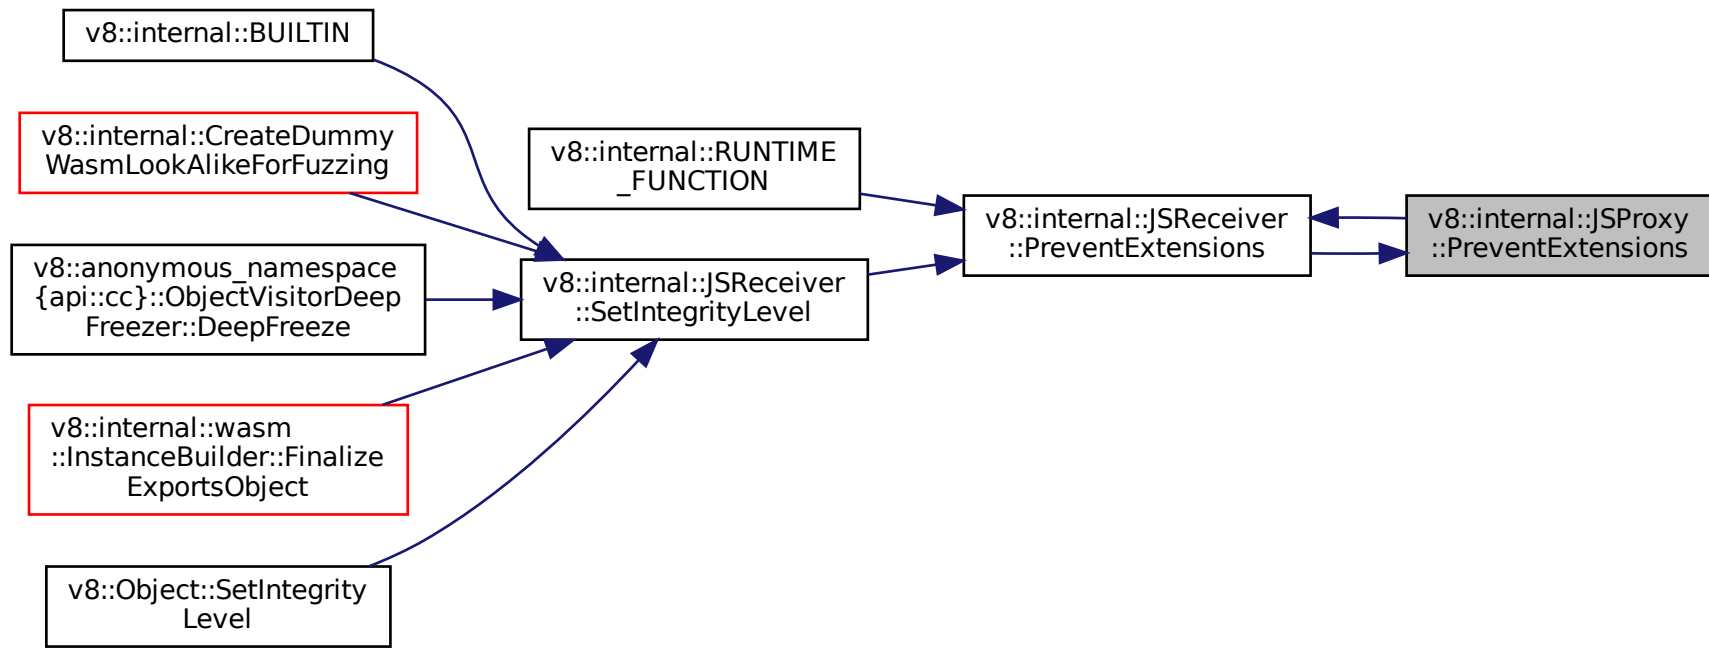 v8::internal::BUILTIN
v8::internal::CreateDummy
WasmLookAlikeForFuzzing
v8::anonymous_namespace
{api::cc}::ObjectVisitorDeep
Freezer::DeepFreeze
v8::internal::wasm
::InstanceBuilder::Finalize
ExportsObject
v8::Object::SetIntegrity
Level
v8::internal::RUNTIME
_FUNCTION
v8::internal::JSReceiver
::SetIntegrityLevel
v8::internal::JSReceiver
::PreventExtensions
v8::internal::JSProxy
::PreventExtensions